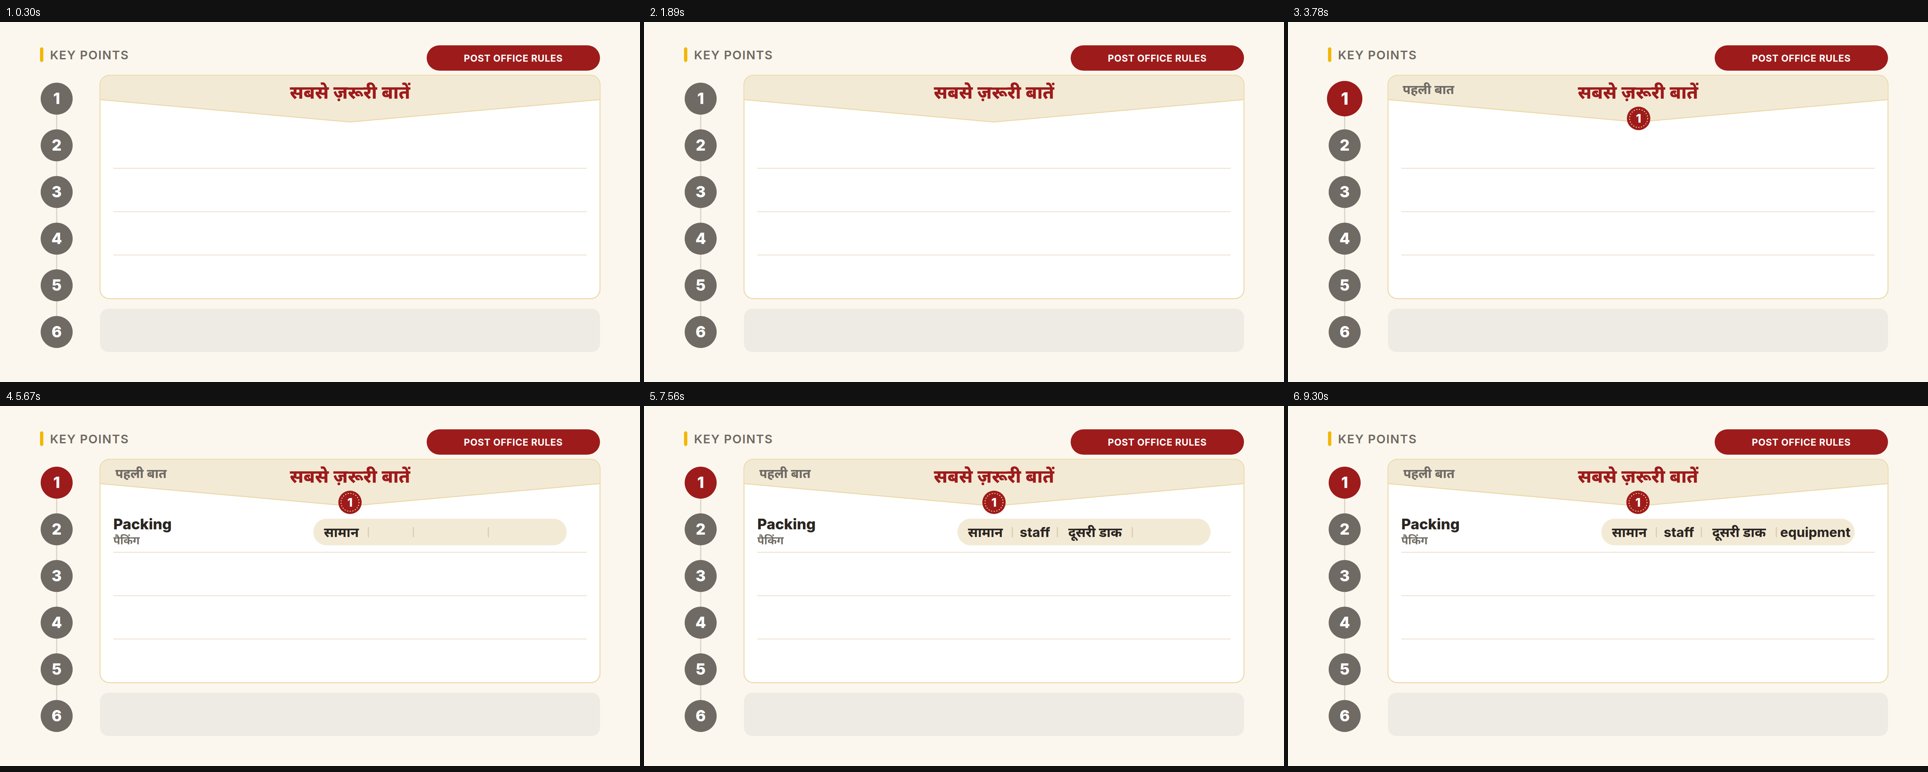 1. 0.30s
KEY POINTS
POST OFFICE RULES
सबसे ज़रूरी बातें
1
2
3
4
5
6
2. 1.89s
KEY POINTS
POST OFFICE RULES
सबसे ज़रूरी बातें
1
2
3
4
5
6
3. 3.78s
KEY POINTS
POST OFFICE RULES
पहली बात
सबसे ज़रूरी बातें
1
1
2
3
4
5
6
4. 5.67s
KEY POINTS
POST OFFICE RULES
पहली बात
सबसे ज़रूरी बातें
1
1
Packing
पैकिंग
सामान
2
3
4
5
6
5. 7.56s
KEY POINTS
POST OFFICE RULES
पहली बात
सबसे ज़रूरी बातें
1
1
Packing
पैकिंग
सामान staff दूसरी डाक
2
3
4
5
6
6. 9.30s
KEY POINTS
POST OFFICE RULES
पहली बात
सबसे ज़रूरी बातें
1
1
Packing
पैकिंग
सामान staff दूसरी डाक equipment
2
3
4
5
6